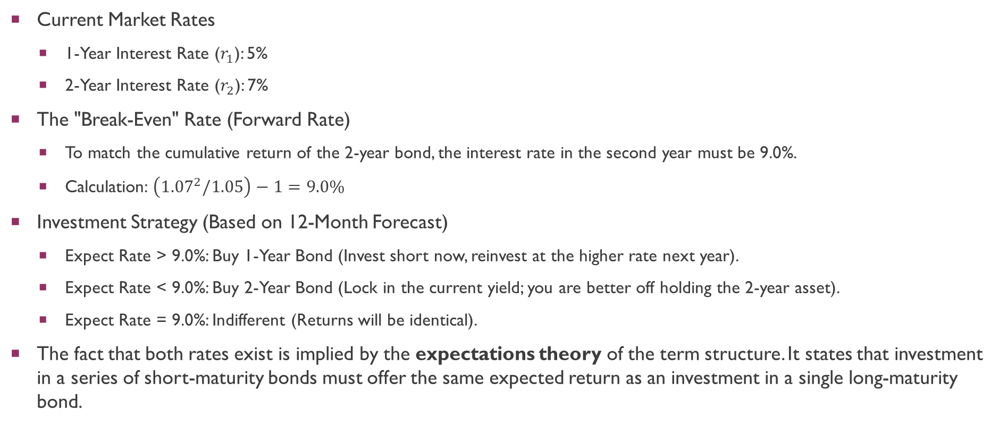 ▪ Current Market Rates
▪ 1-Year Interest Rate (r₁): 5%
▪ 2-Year Interest Rate (r₂): 7%
▪ The "Break-Even" Rate (Forward Rate)
▪ To match the cumulative return of the 2-year bond, the interest rate in the second year must be 9.0%.
▪ Calculation: (1.07²/1.05) − 1 = 9.0%
▪ Investment Strategy (Based on 12-Month Forecast)
▪ Expect Rate > 9.0%: Buy 1-Year Bond (Invest short now, reinvest at the higher rate next year).
▪ Expect Rate < 9.0%: Buy 2-Year Bond (Lock in the current yield; you are better off holding the 2-year asset).
▪ Expect Rate = 9.0%: Indifferent (Returns will be identical).
▪ The fact that both rates exist is implied by the expectations theory of the term structure. It states that investment
in a series of short-maturity bonds must offer the same expected return as an investment in a single long-maturity
bond.